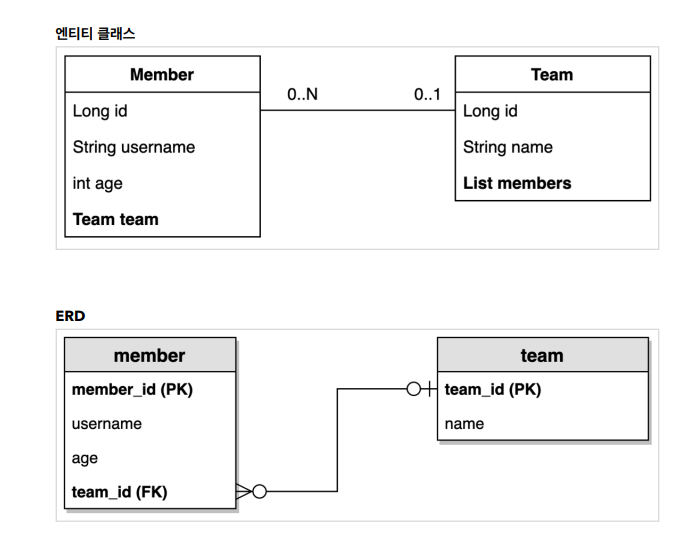 엔티티 클래스
Member
0..N
0..1
Team
Long id
String username
int age
Team team
Long id
String name
List members
ERD
member
member_id (PK)
username
age
team_id (FK)
team
team_id (PK)
name